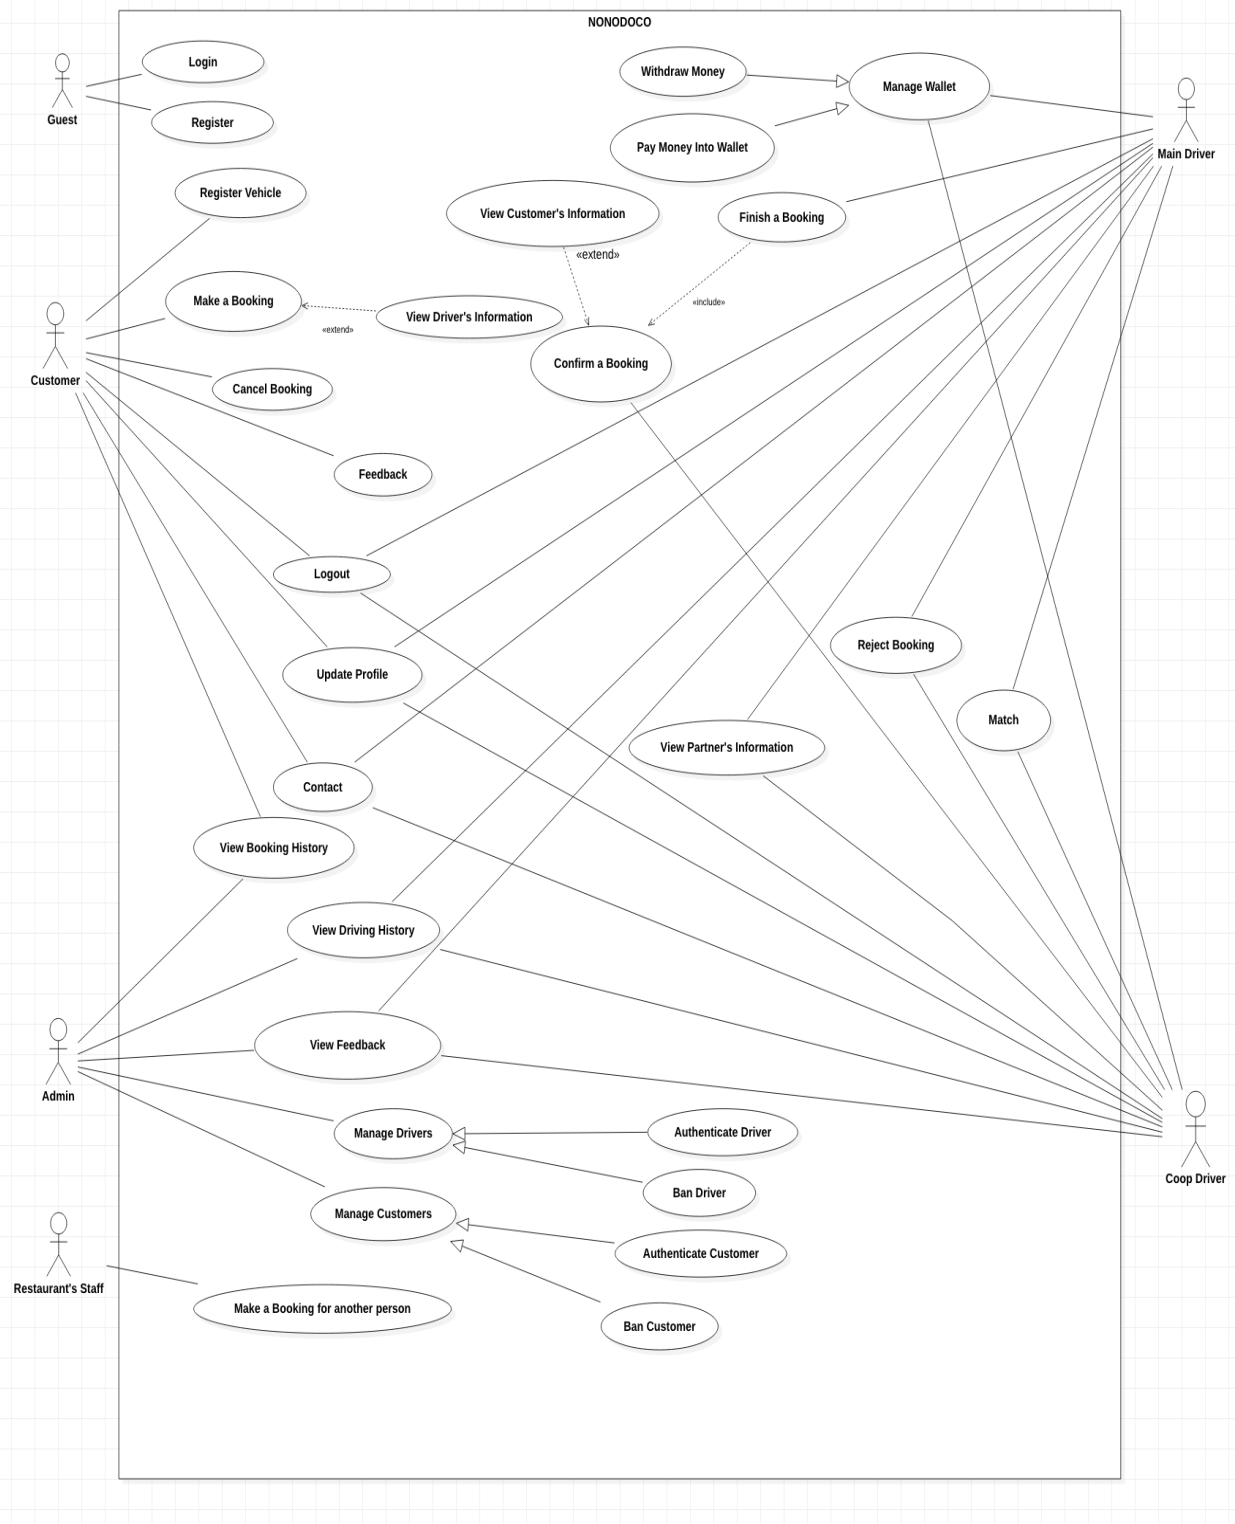 NONODOCO
Login
Withdraw Money
Manage Wallet
Guest
Register
Pay Money Into Wallet
Main Driver
Register Vehicle
View Customer's Information
Finish a Booking
«extend»
Make a Booking
«include»
View Driver's Information
«extend»
Confirm a Booking
Customer
Cancel Booking
Feedback
Logout
Reject Booking
Update Profile
Match
View Partner's Information
Contact
View Booking History
View Driving History
View Feedback
Admin
Manage Drivers
Authenticate Driver
Coop Driver
Ban Driver
Manage Customers
Authenticate Customer
Restaurant's Staff
Make a Booking for another person
Ban Customer